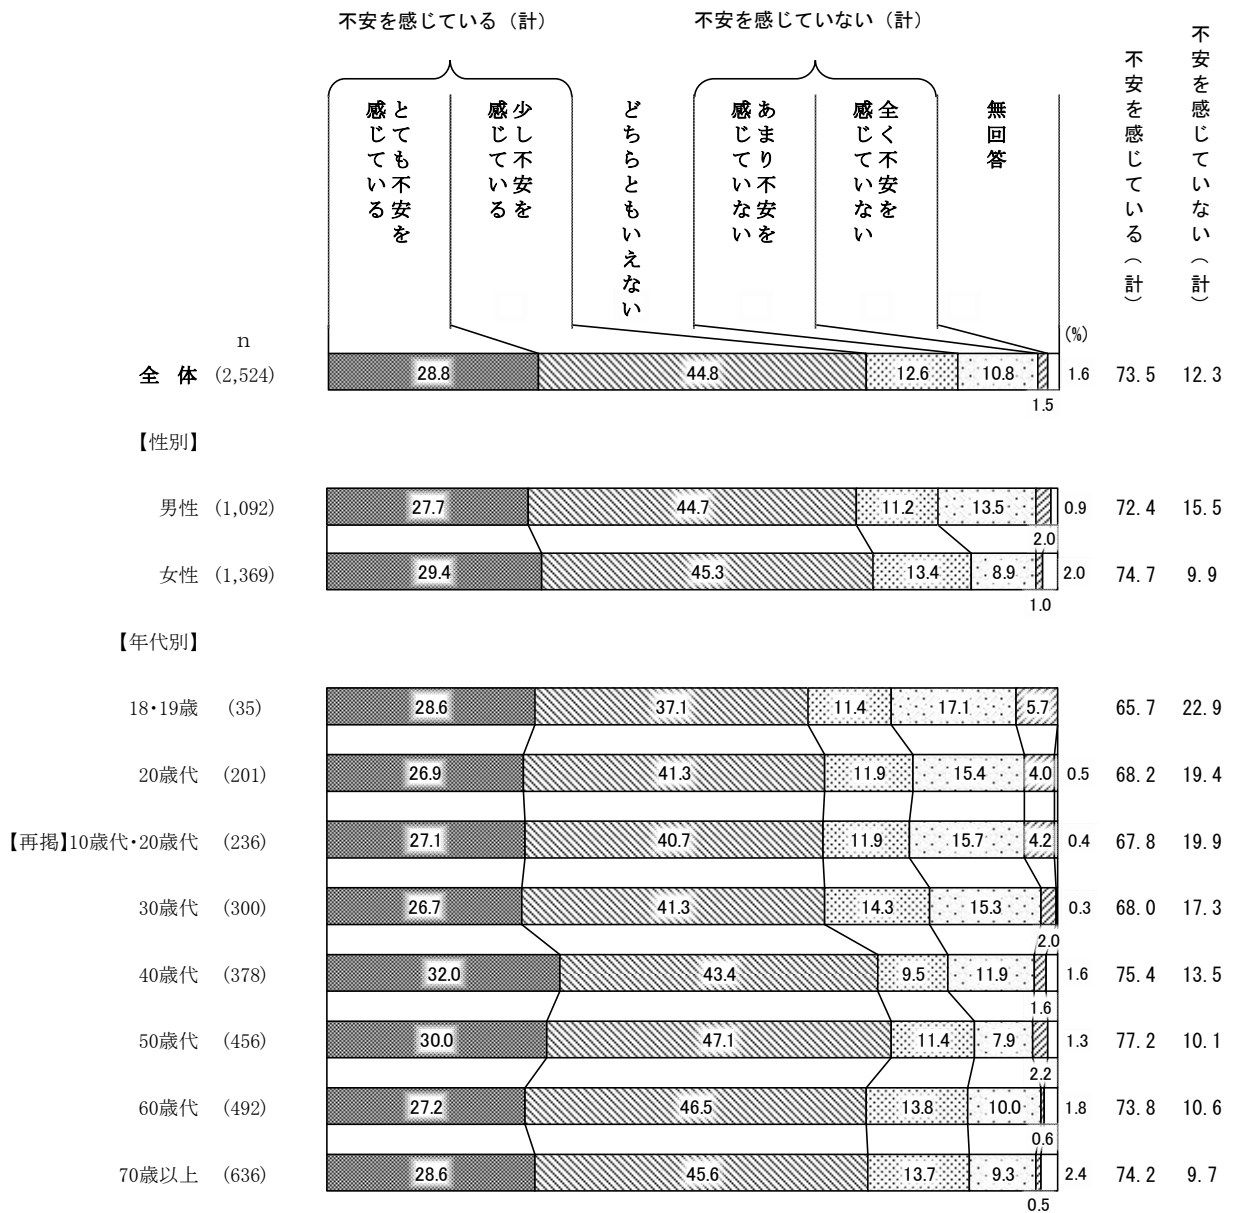 不安を感じている（計）
不安を感じていない（計）
とても不安を
感じている
少し不安を
感じている
どちらともいえない
あまり不安を
感じていない
全く不安を
感じていない
無回答
不安を感じている（計）
不安を感じていない（計）
n
(%)
全 体 (2,524) 28.8 44.8 12.6 10.8 1.6 73.5 12.3
1.5
【性別】
男性 (1,092) 27.7 44.7 11.2 13.5 0.9 72.4 15.5
2.0
女性 (1,369) 29.4 45.3 13.4 8.9 2.0 74.7 9.9
1.0
【年代別】
18・19歳 (35) 28.6 37.1 11.4 17.1 5.7 65.7 22.9
20歳代 (201) 26.9 41.3 11.9 15.4 4.0 0.5 68.2 19.4
【再掲】10歳代・20歳代 (236) 27.1 40.7 11.9 15.7 4.2 0.4 67.8 19.9
30歳代 (300) 26.7 41.3 14.3 15.3 0.3 68.0 17.3
2.0
40歳代 (378) 32.0 43.4 9.5 11.9 1.6 75.4 13.5
1.6
50歳代 (456) 30.0 47.1 11.4 7.9 1.3 77.2 10.1
2.2
60歳代 (492) 27.2 46.5 13.8 10.0 1.8 73.8 10.6
0.6
70歳以上 (636) 28.6 45.6 13.7 9.3 2.4 74.2 9.7
0.5